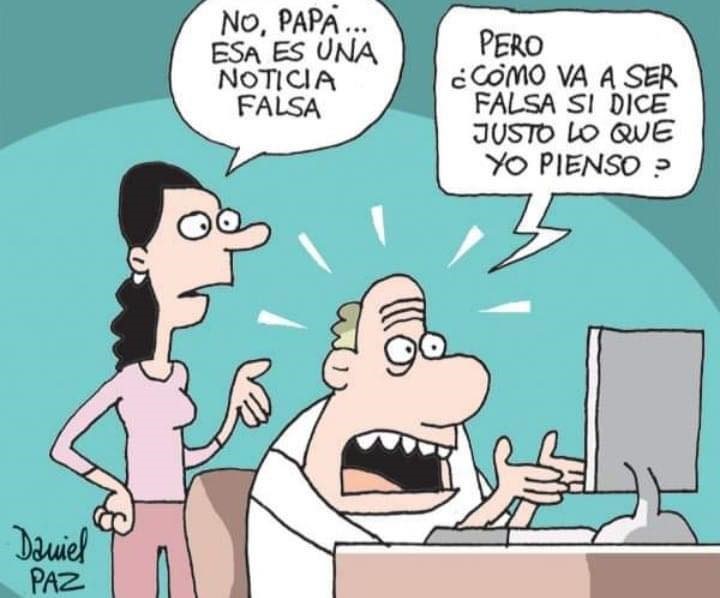 NO, PAPÁ...
ESA ES UNA
NOTICIA
FALSA
PERO
¿CÓMO VA A SER
FALSA SI DICE
JUSTO LO QUE
YO PIENSO?
Daniel
PAZ